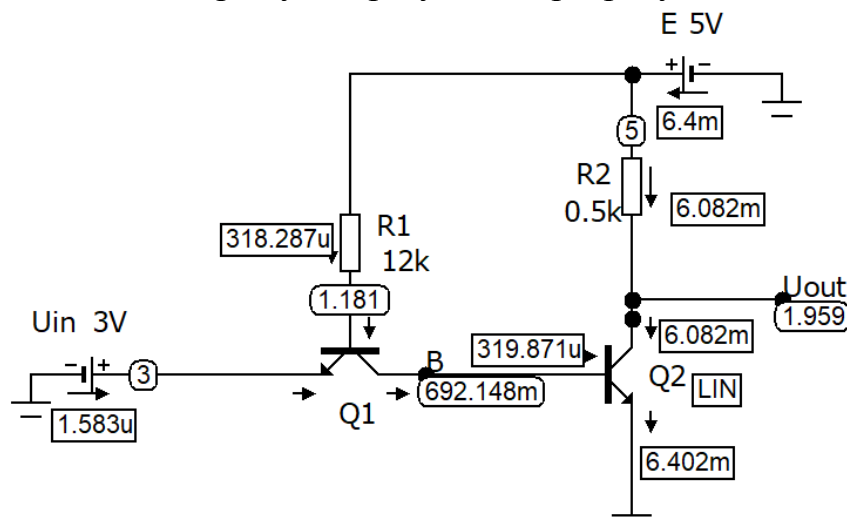 E 5V
+ -
6.4m
5
R2
0.5k
6.082m
R1
12k
318.287u
1.181
Uout
1.959
Uin 3V
- +
3
1.583u
Q1
B
692.148m
319.871u
6.082m
Q2
LIN
6.402m